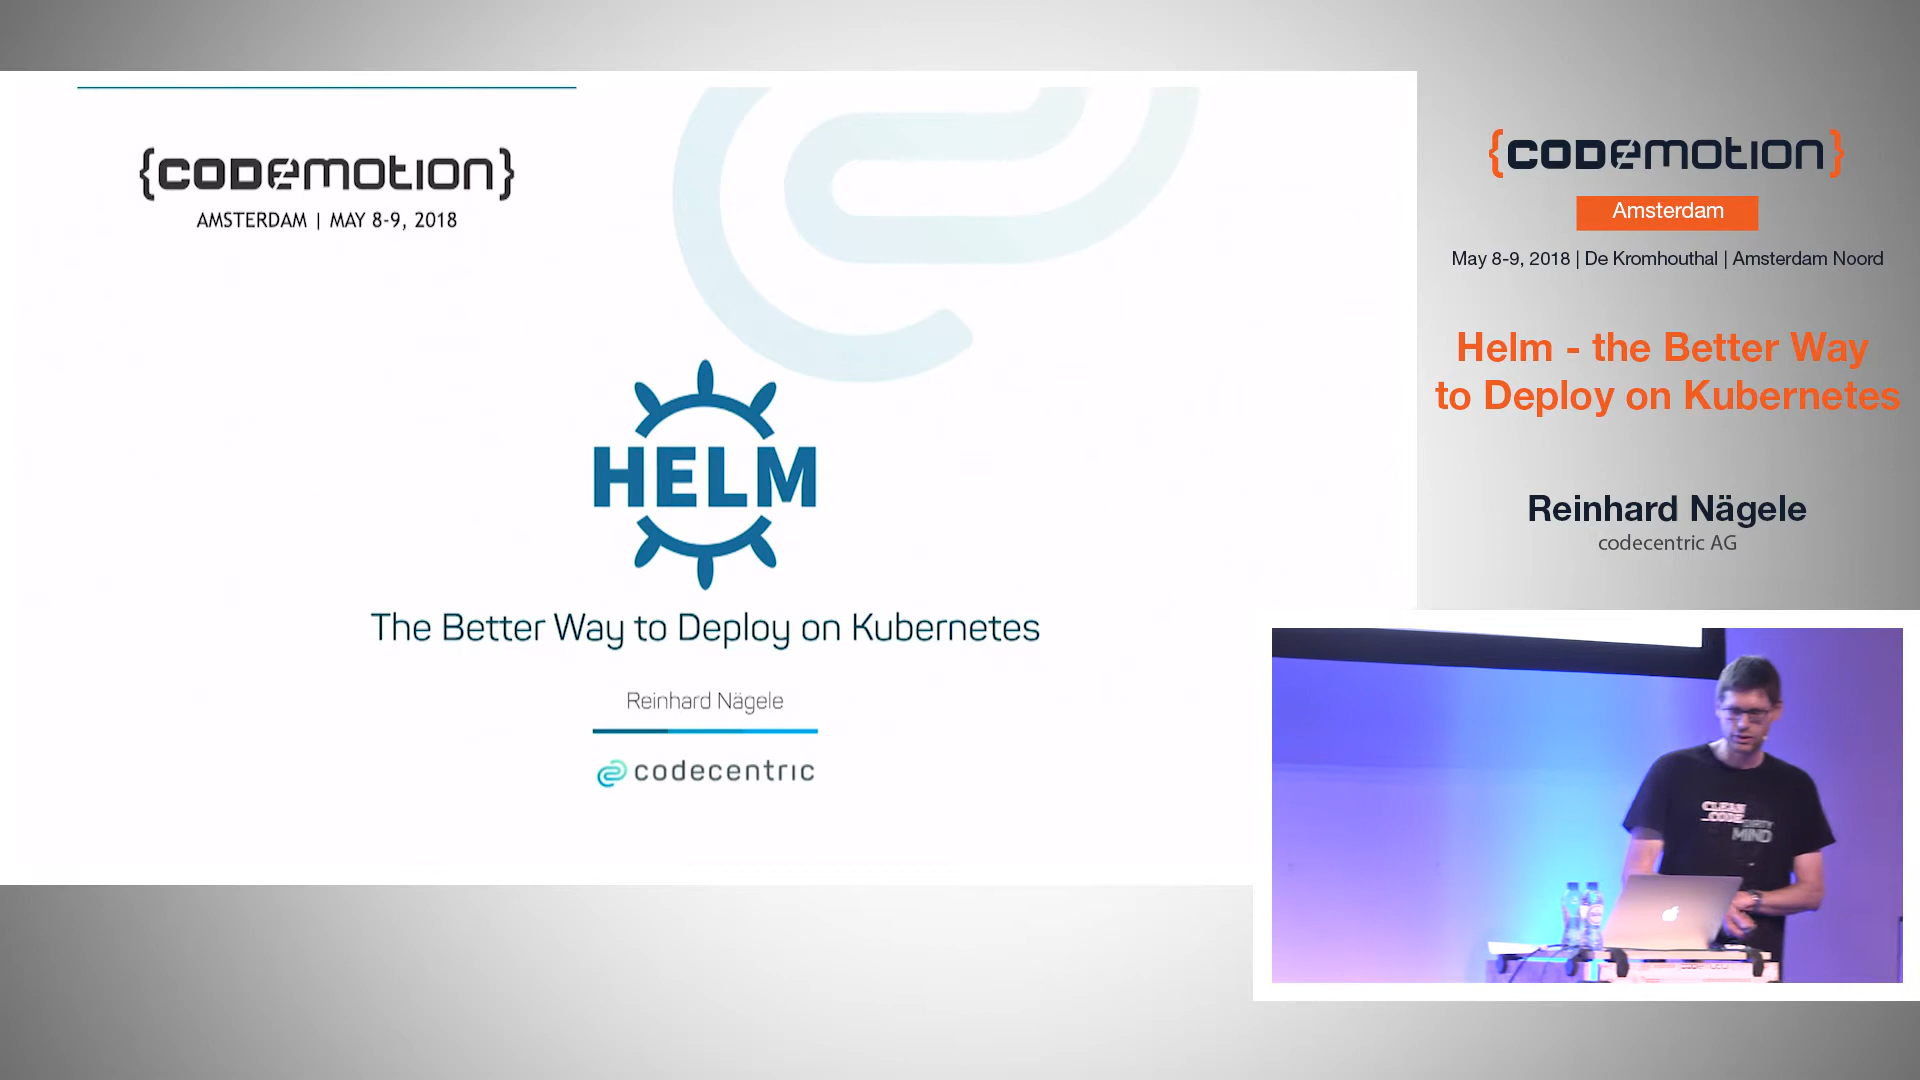 {codemotion}
AMSTERDAM | MAY 8-9, 2018
HELM
The Better Way to Deploy on Kubernetes
Reinhard Nägele
codecentric
{codemotion}
Amsterdam
May 8-9, 2018 | De Kromhouthal | Amsterdam Noord
Helm - the Better Way
to Deploy on Kubernetes
Reinhard Nägele
codecentric AG
CLEAN
CODE DIRTY
MIND